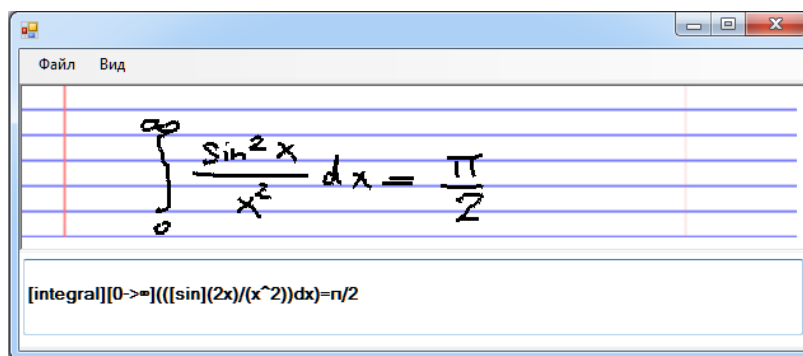 Файл Вид
∞
∫ sin² x / x² dx = π / 2
0
[integral][0->∞](([sin](2x)/(x^2))dx)=π/2